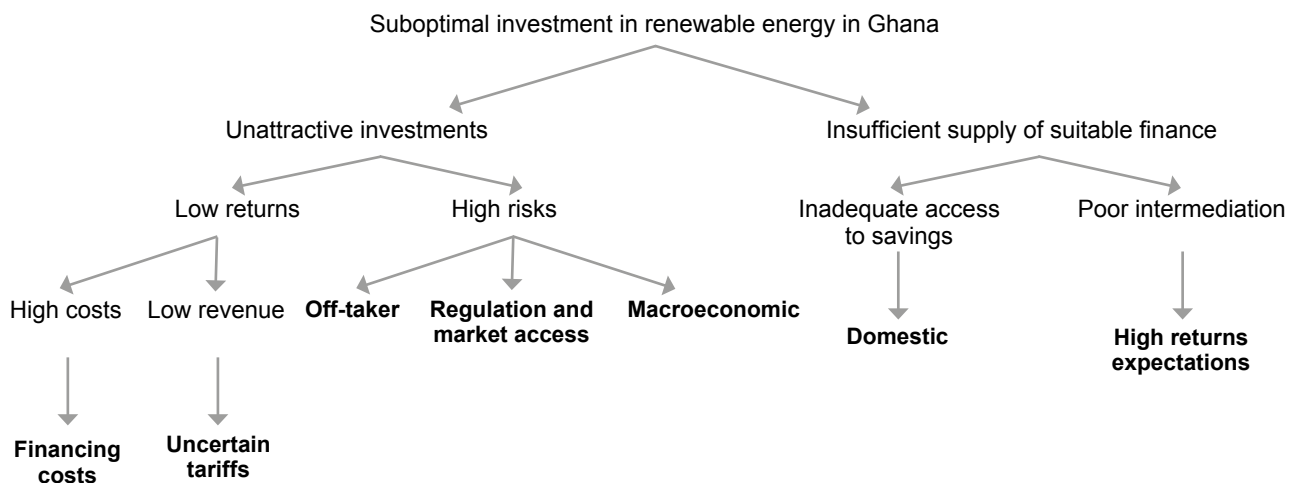 Suboptimal investment in renewable energy in Ghana
Unattractive investments
Insufficient supply of suitable finance
Low returns
High risks
Inadequate access
to savings
Poor intermediation
High costs
Low revenue
Off-taker
Regulation and
market access
Macroeconomic
Domestic
High returns
expectations
Financing
costs
Uncertain
tariffs